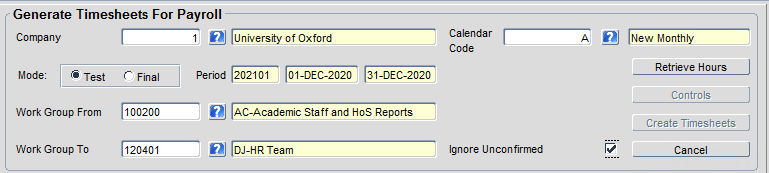 Generate Timesheets For Payroll
Company 1 ? University of Oxford Calendar Code A ? New Monthly
Mode: Test Final Period 202101 01-DEC-2020 31-DEC-2020 Retrieve Hours
Controls
Work Group From 100200 ? AC-Academic Staff and HoS Reports
Create Timesheets
Work Group To 120401 ? DJ-HR Team Ignore Unconfirmed Cancel